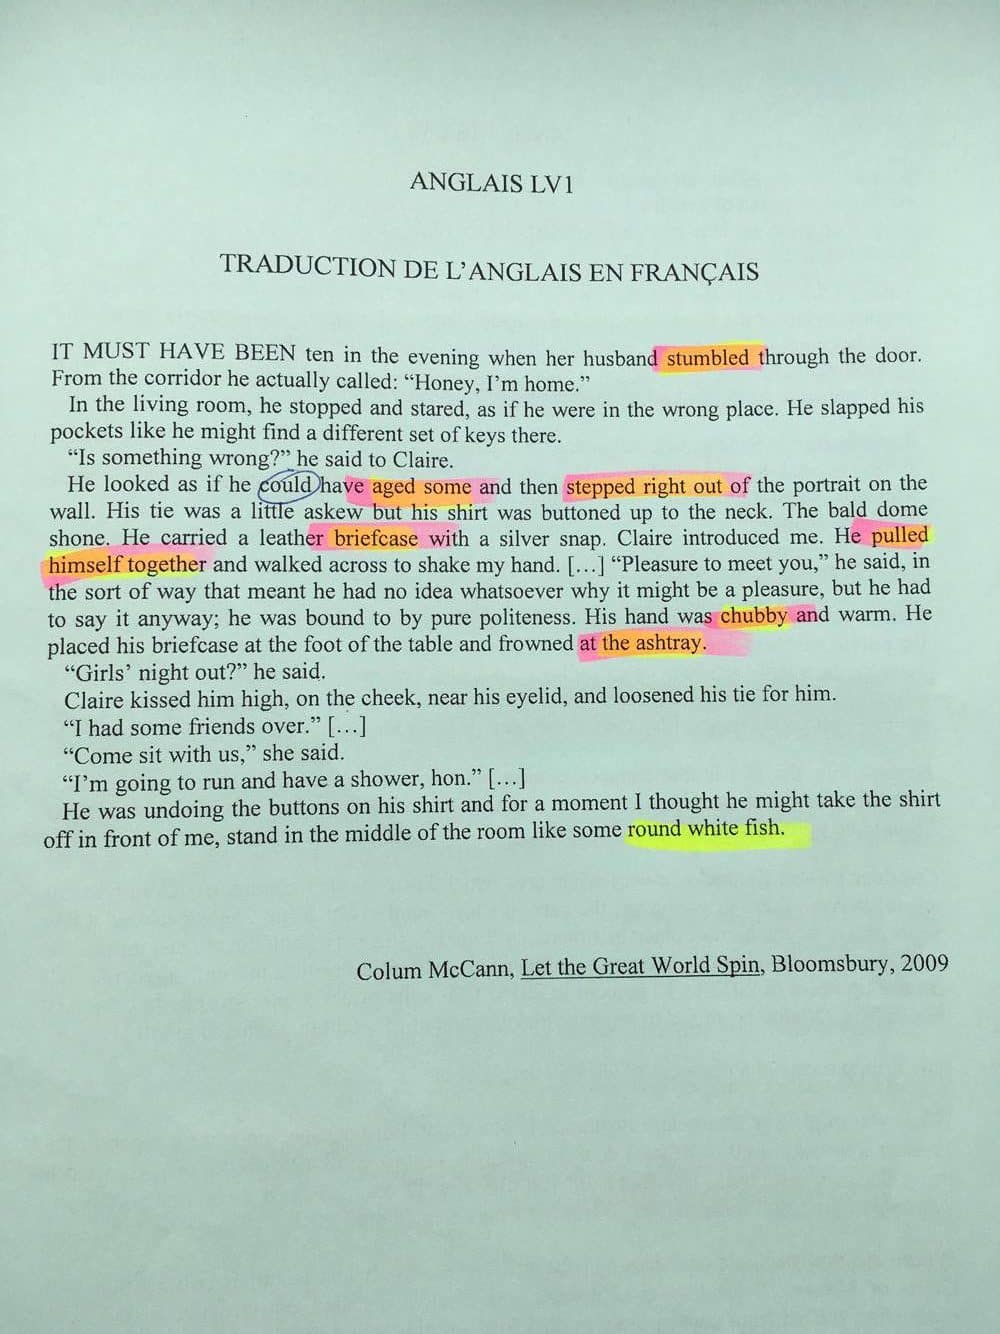 ANGLAIS LV1
TRADUCTION DE L'ANGLAIS EN FRANÇAIS
IT MUST HAVE BEEN ten in the evening when her husband stumbled through the door.
From the corridor he actually called: “Honey, I'm home.”
In the living room, he stopped and stared, as if he were in the wrong place. He slapped his
pockets like he might find a different set of keys there.
“Is something wrong?” he said to Claire.
He looked as if he could have aged some and then stepped right out of the portrait on the
wall. His tie was a little askew but his shirt was buttoned up to the neck. The bald dome
shone. He carried a leather briefcase with a silver snap. Claire introduced me. He pulled
himself together and walked across to shake my hand. [...] “Pleasure to meet you,” he said, in
the sort of way that meant he had no idea whatsoever why it might be a pleasure, but he had
to say it anyway; he was bound to by pure politeness. His hand was chubby and warm. He
placed his briefcase at the foot of the table and frowned at the ashtray.
“Girls' night out?” he said.
Claire kissed him high, on the cheek, near his eyelid, and loosened his tie for him.
“I had some friends over.” [...]
“Come sit with us,” she said.
“I'm going to run and have a shower, hon.” [...]
He was undoing the buttons on his shirt and for a moment I thought he might take the shirt
off in front of me, stand in the middle of the room like some round white fish.
Colum McCann, Let the Great World Spin, Bloomsbury, 2009